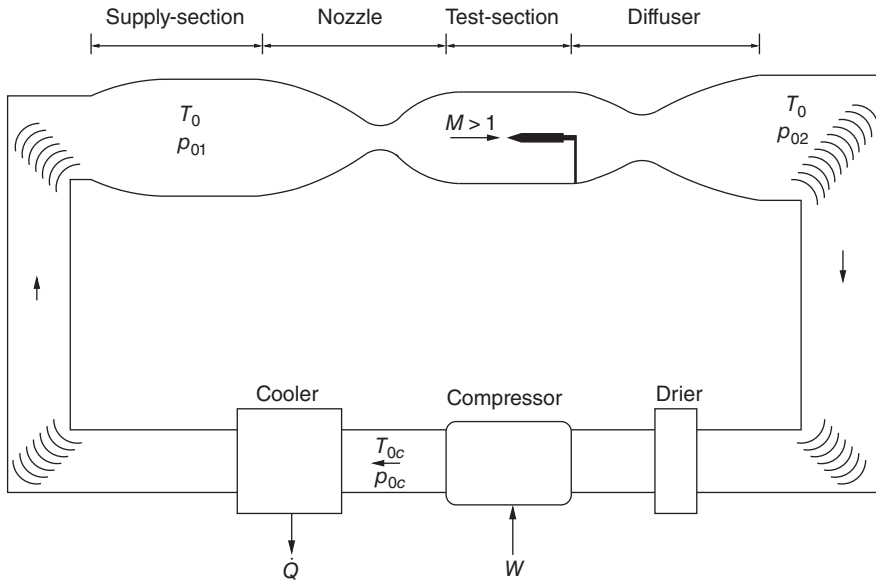 Supply-section Nozzle Test-section Diffuser
T₀
p₀₁
M > 1
T₀
p₀₂
Cooler Compressor Drier
T₀c
p₀c
Q̇
W